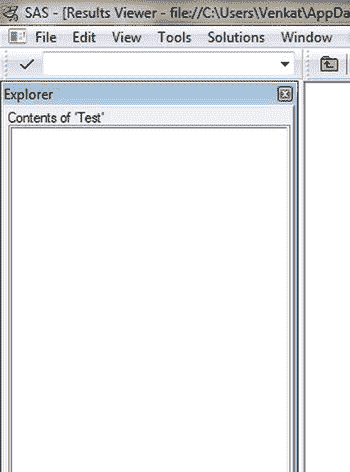 SAS - [Results Viewer - file://C:\Users\Venkat\AppDa
File Edit View Tools Solutions Window
Explorer
Contents of 'Test'